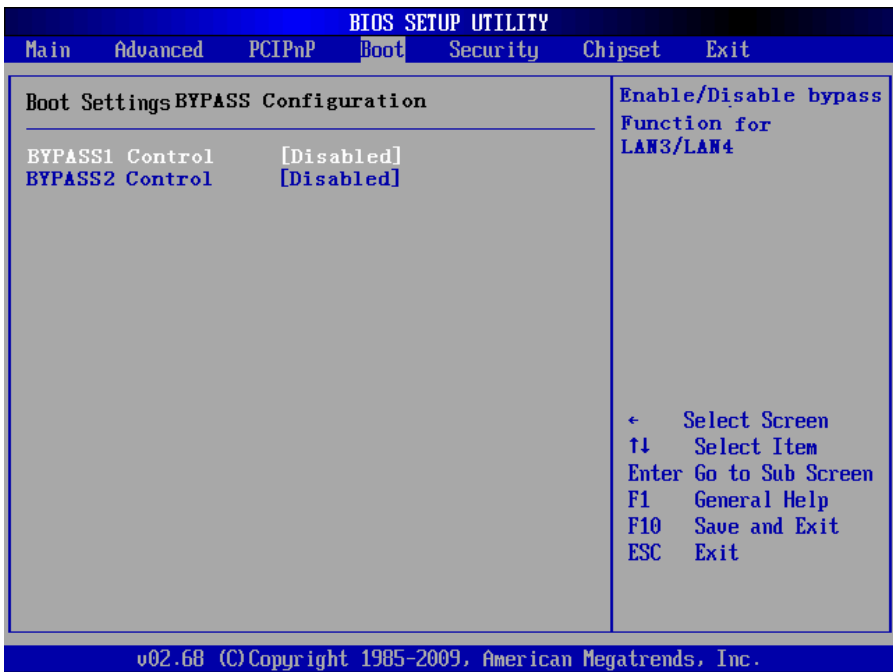 BIOS SETUP UTILITY
Main Advanced PCIPnP Boot Security Chipset Exit
Boot Settings BYPASS Configuration
BYPASS1 Control [Disabled]
BYPASS2 Control [Disabled]
Enable/Disable bypass
Function for
LAN3/LAN4
← Select Screen
↑↓ Select Item
Enter Go to Sub Screen
F1 General Help
F10 Save and Exit
ESC Exit
v02.68 (C)Copyright 1985-2009, American Megatrends, Inc.